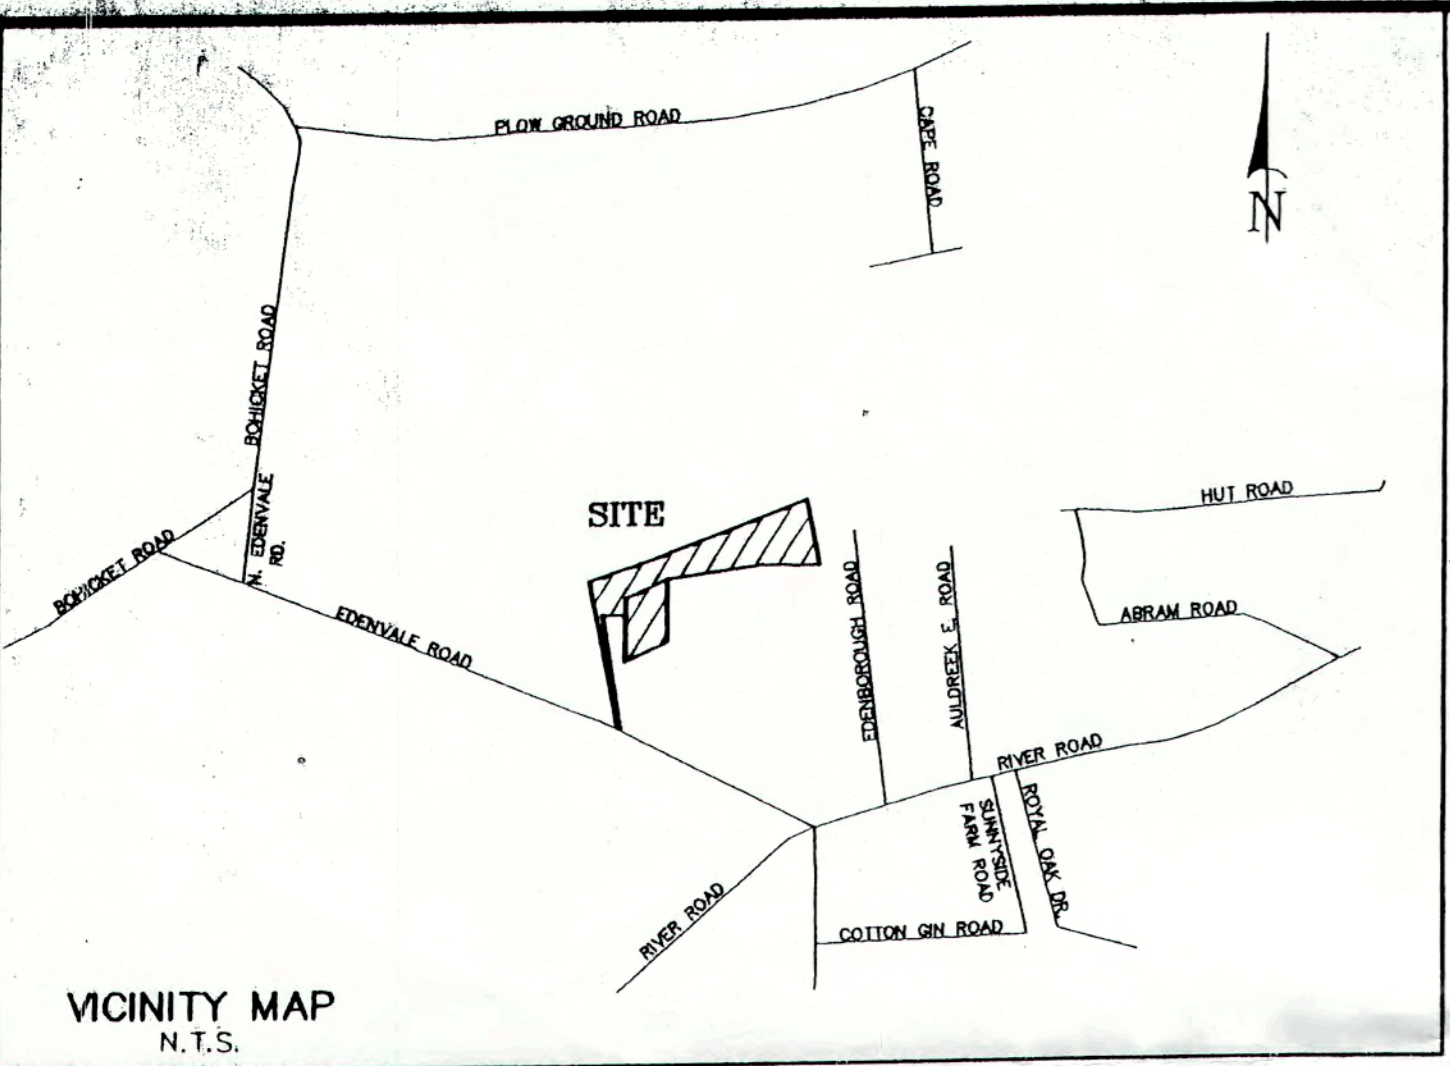 PLOW GROUND ROAD
CAPE ROAD
N
BOHICKET ROAD
N. EDENVALE
RD.
BOHICKET ROAD
EDENVALE ROAD
SITE
HUT ROAD
ABRAM ROAD
EDENBOROUGH ROAD
AULDREEK E. ROAD
RIVER ROAD
SUNNYSIDE
FARM ROAD
ROYAL OAK DR.
RIVER ROAD
COTTON GIN ROAD
VICINITY MAP
N.T.S.